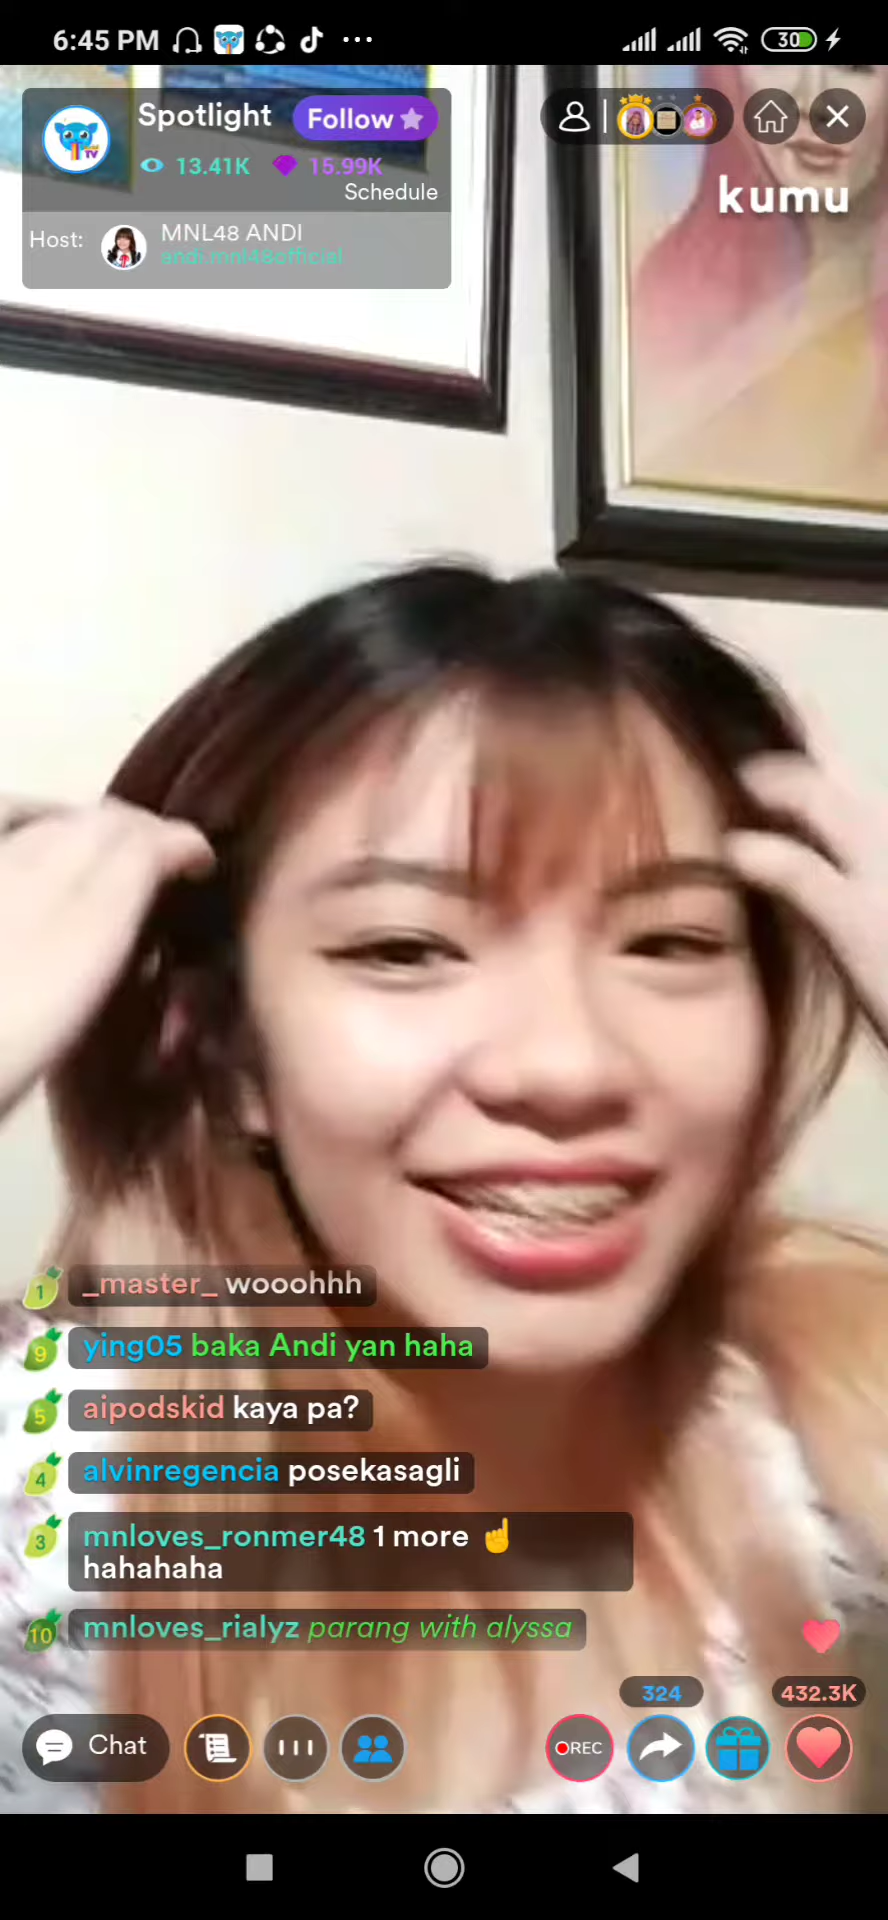 6:45 PM
30
Spotlight
Follow
13.41K
15.99K
Schedule
Host:
MNL48 ANDI
andi.mnl48official
kumu
TV
1
_master_ wooohhh
9
ying05 baka Andi yan haha
5
aipodskid kaya pa?
4
alvinregencia posekasagli
3
mnloves_ronmer48 1 more ☝
hahahaha
10
mnloves_rialyz parang with alyssa
324
432.3K
Chat
REC